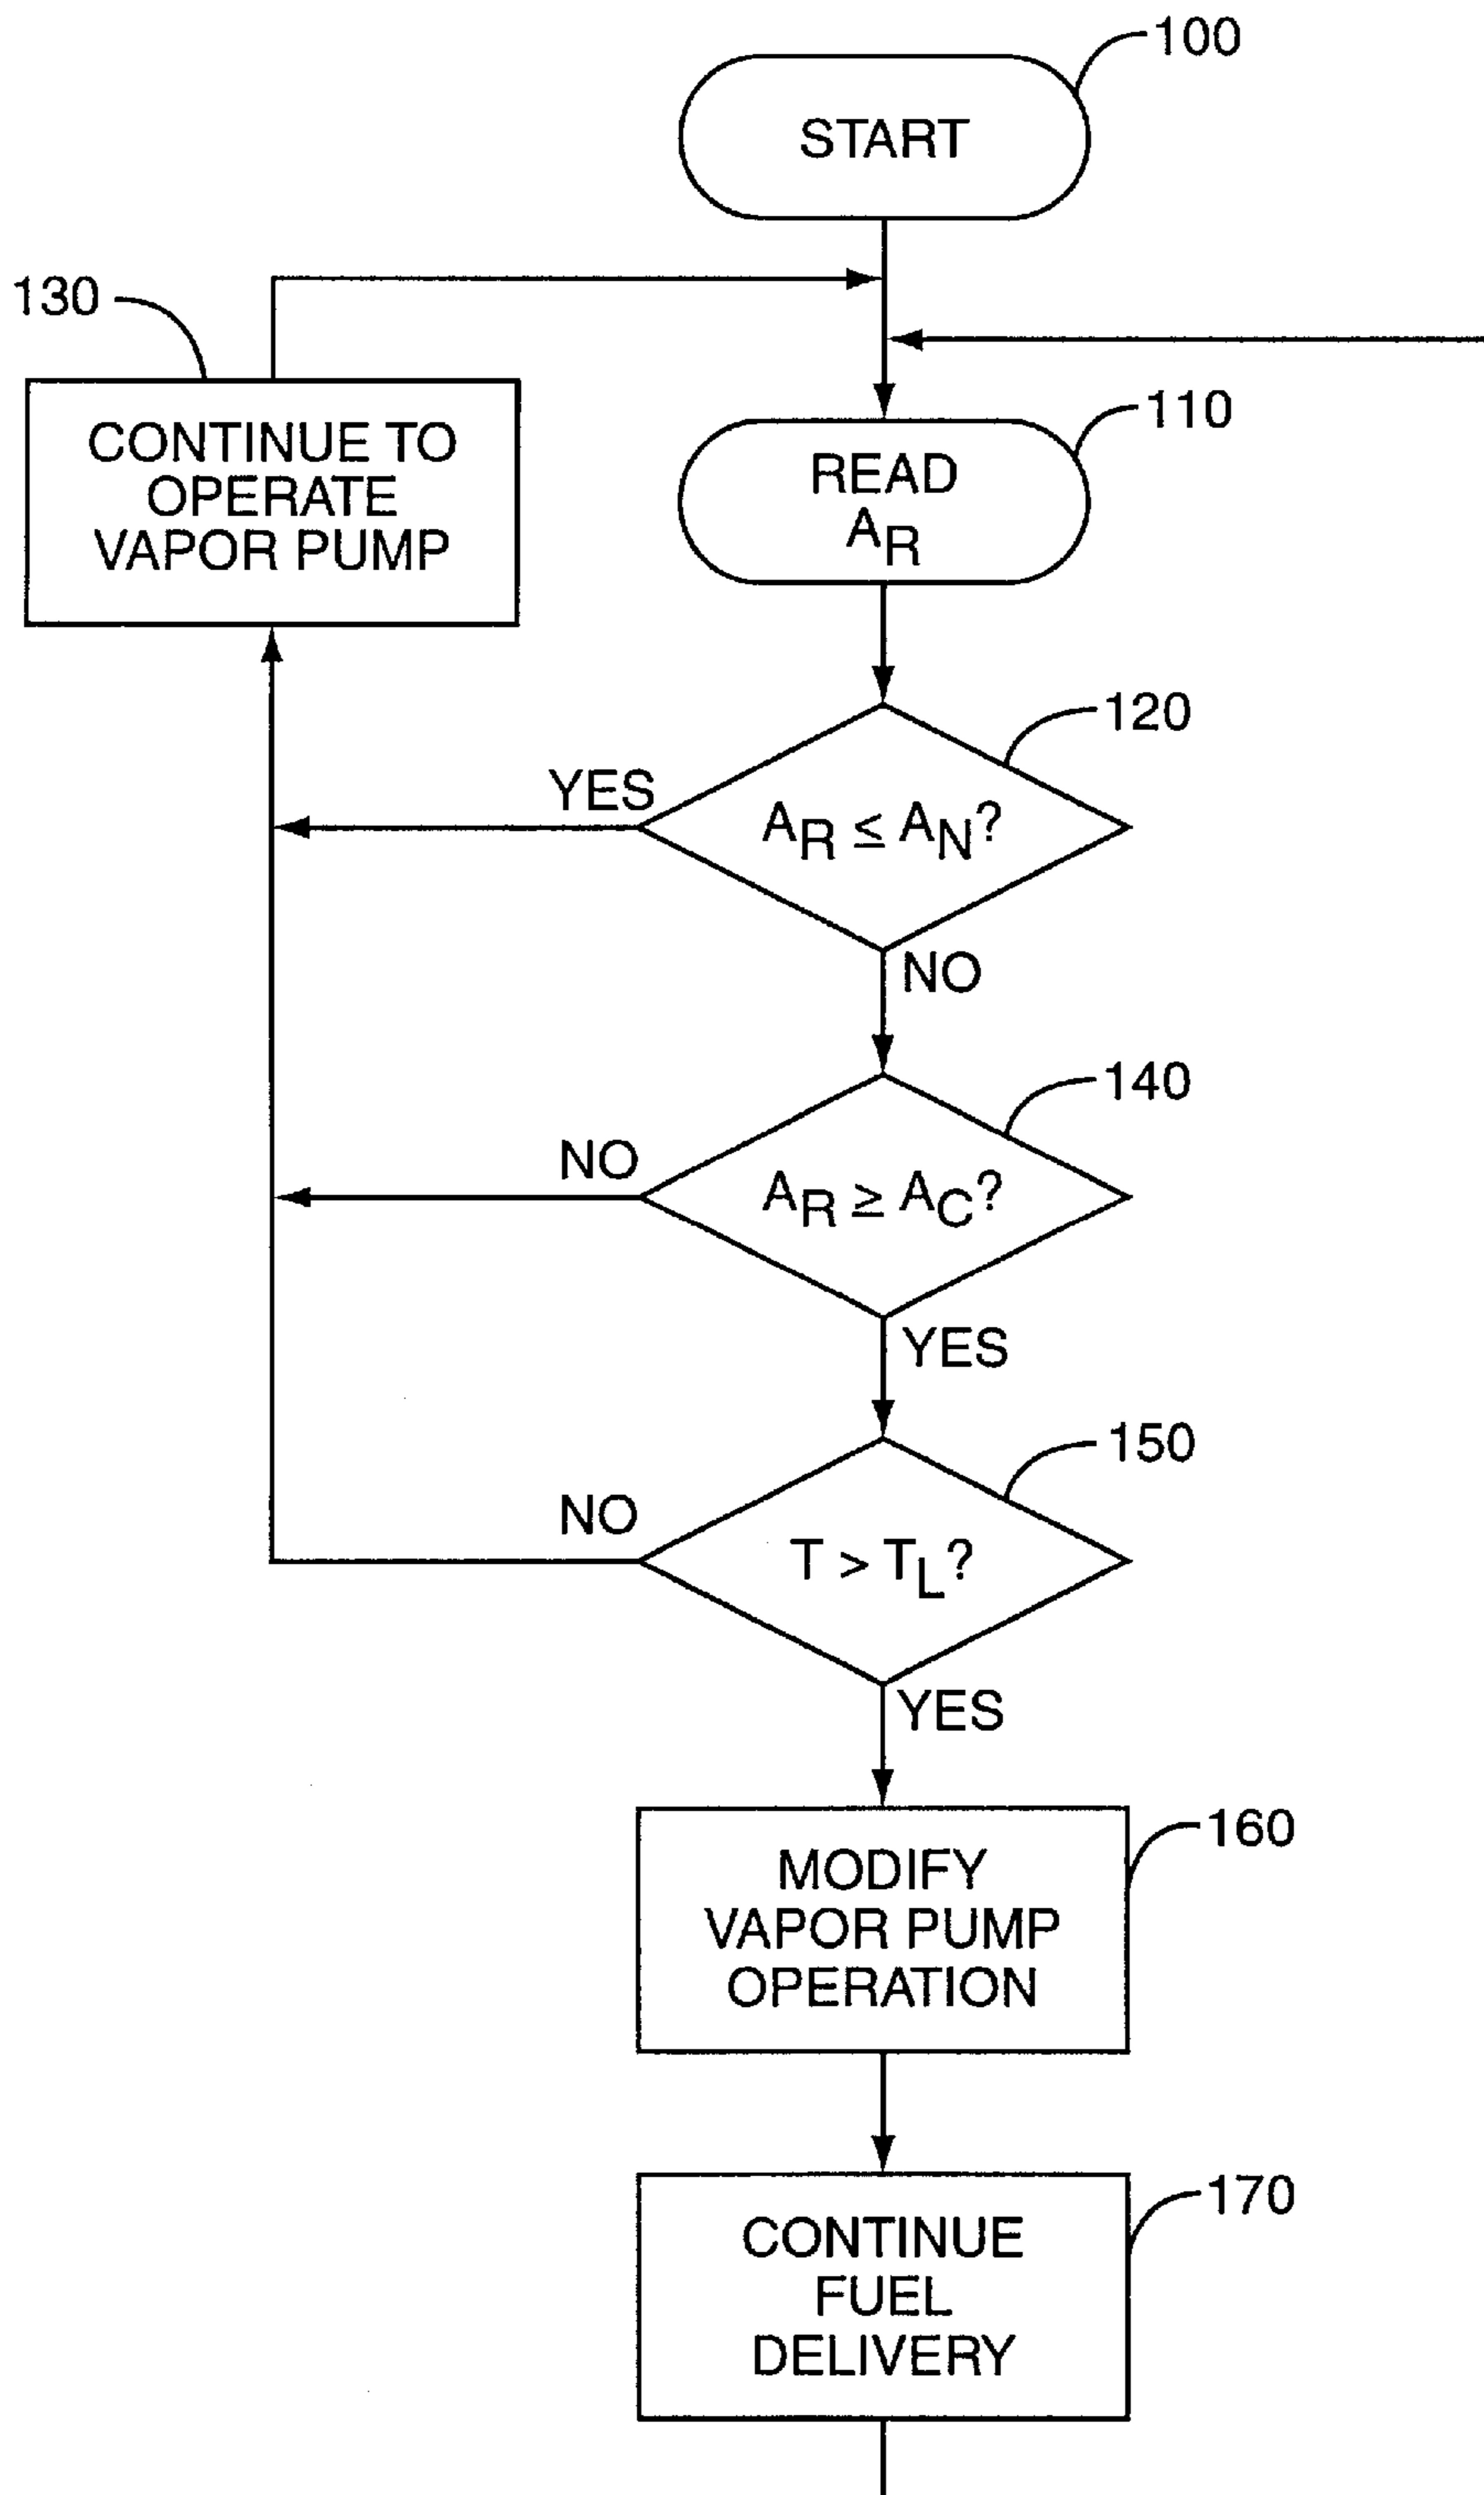 100
START
130
CONTINUE TO
OPERATE
VAPOR PUMP
110
READ
AR
120
YES
AR ≤ AN?
NO
140
NO
AR ≥ AC?
YES
150
NO
T > TL?
YES
160
MODIFY
VAPOR PUMP
OPERATION
170
CONTINUE
FUEL
DELIVERY